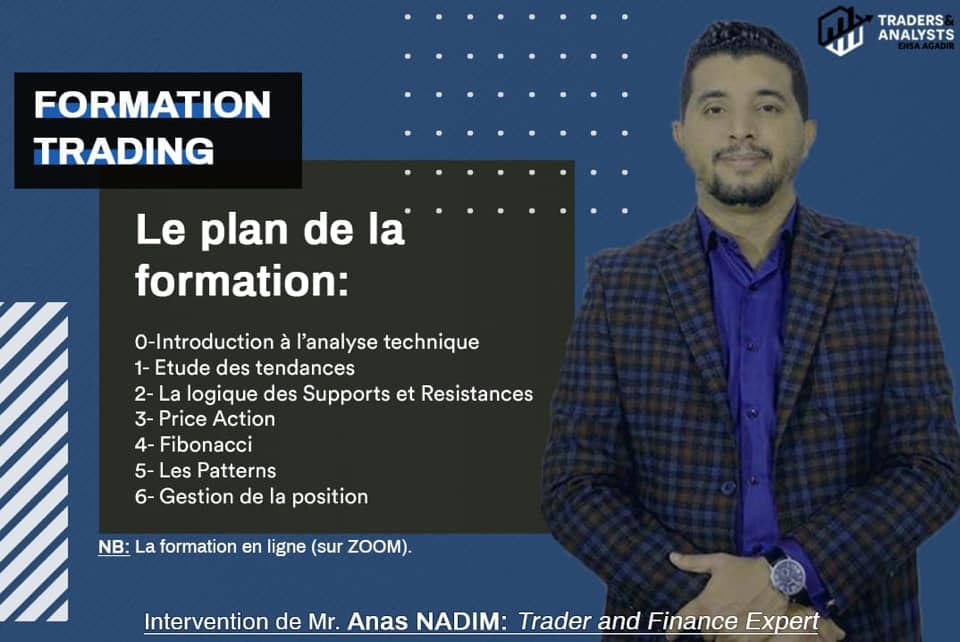 TRADERS&
ANALYSTS
ENSA AGADIR
FORMATION
TRADING
Le plan de la
formation:
0-Introduction à l’analyse technique
1- Etude des tendances
2- La logique des Supports et Resistances
3- Price Action
4- Fibonacci
5- Les Patterns
6- Gestion de la position
NB: La formation en ligne (sur ZOOM).
Intervention de Mr. Anas NADIM: Trader and Finance Expert